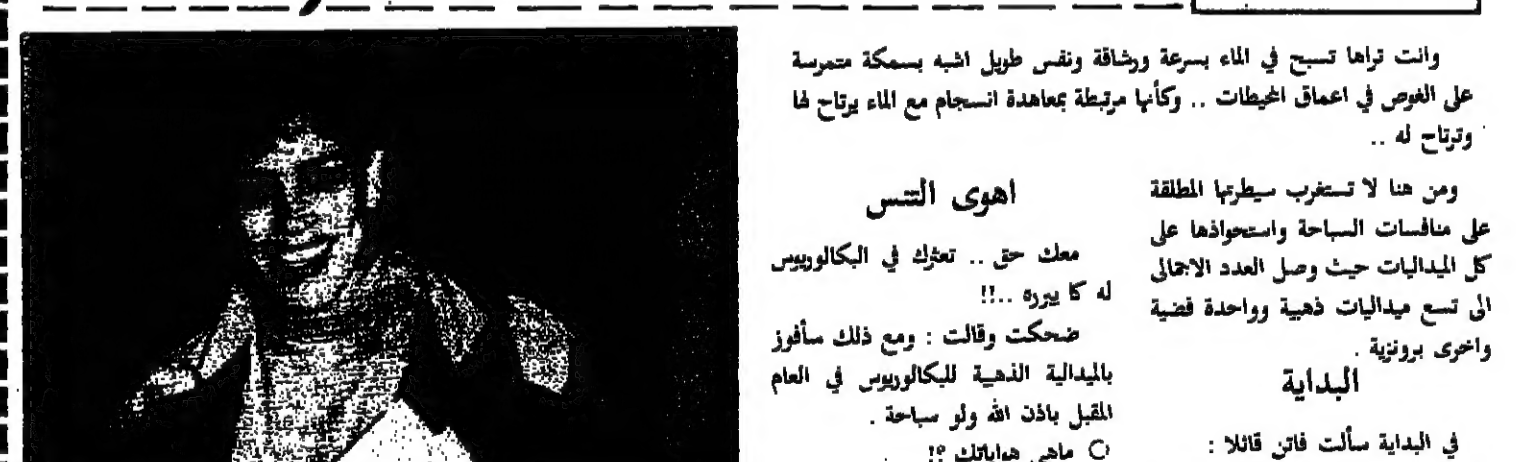 وانت تراها تسبح في الماء بسرعة ورشاقة ونفس طويل اشبه بسمكة متمرسة
على الغوص في اعماق المحيطات .. وكأنها مرتبطة بمعاهدة انسجام مع الماء يرتاح لها
وترتاح له ..
ومن هنا لا تستغرب سيطرتها المطلقة
على منافسات السباحة واستحواذها على
كل الميداليات حيث وصل العدد الاجمالى
الى تسع ميداليات ذهبية وواحدة فضية
واخرى برونزية .
البداية
في البداية سألت فاتن قائلا :
اهوى التنس
معك حق .. تعثرك في البكالوريوس
له كا يبرره ..!!
ضحكت وقالت : ومع ذلك سأفوز
بالميدالية الذهبية للبكالوريوس في العام
المقبل باذن الله ولو سباحة .
○ ماهي هواياتك ؟!